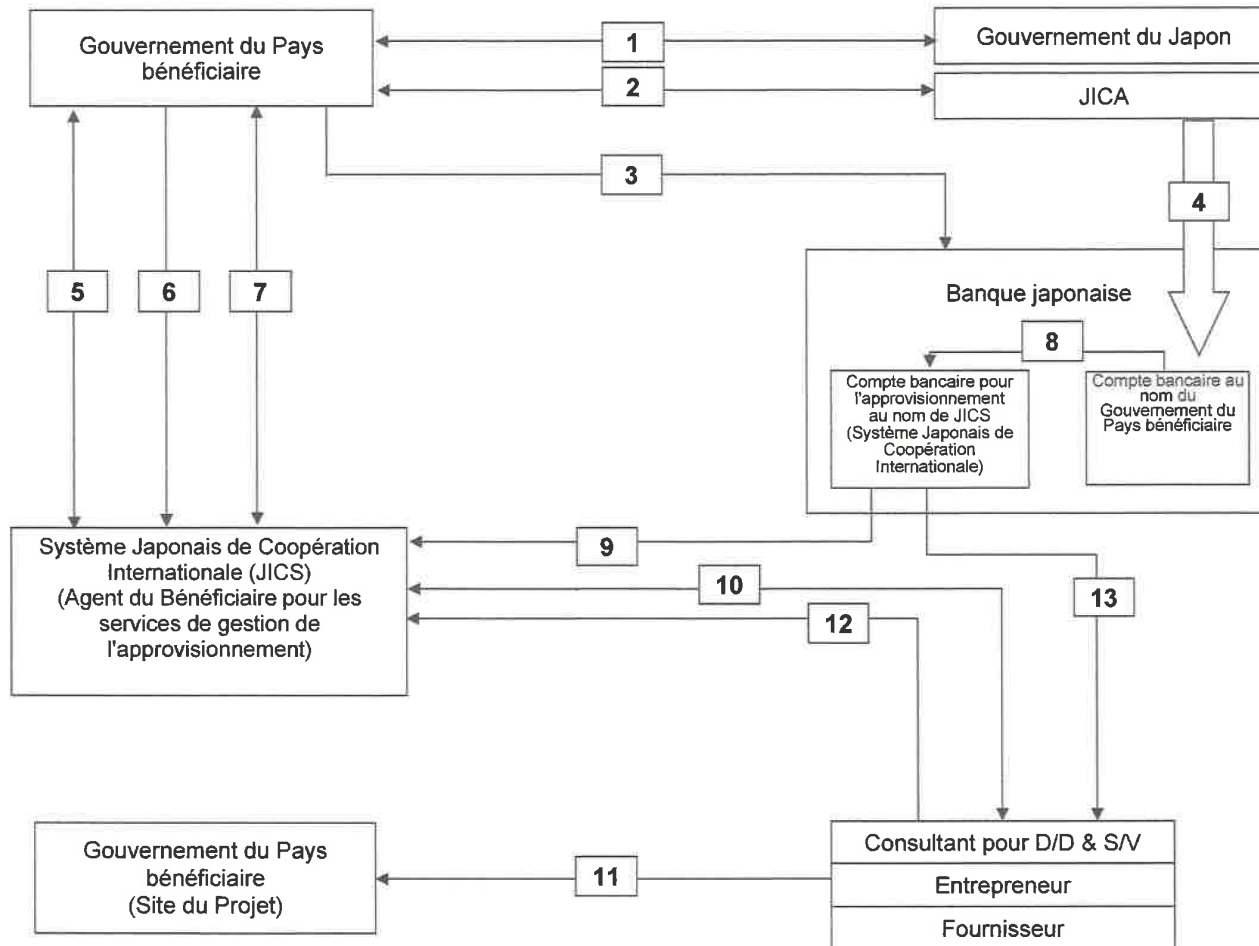 Gouvernement du Pays
bénéficiaire
1
Gouvernement du Japon
2
JICA
3
4
5
6
7
Banque japonaise
8
Compte bancaire pour
l'approvisionnement
au nom de JICS
(Système Japonais de
Coopération
Internationale)
Compte bancaire au
nom du
Gouvernement du
Pays bénéficiaire
Système Japonais de Coopération
Internationale (JICS)
(Agent du Bénéficiaire pour les
services de gestion de
l'approvisionnement)
9
10
12
13
Gouvernement du Pays
bénéficiaire
(Site du Projet)
11
Consultant pour D/D & S/V
Entrepreneur
Fournisseur